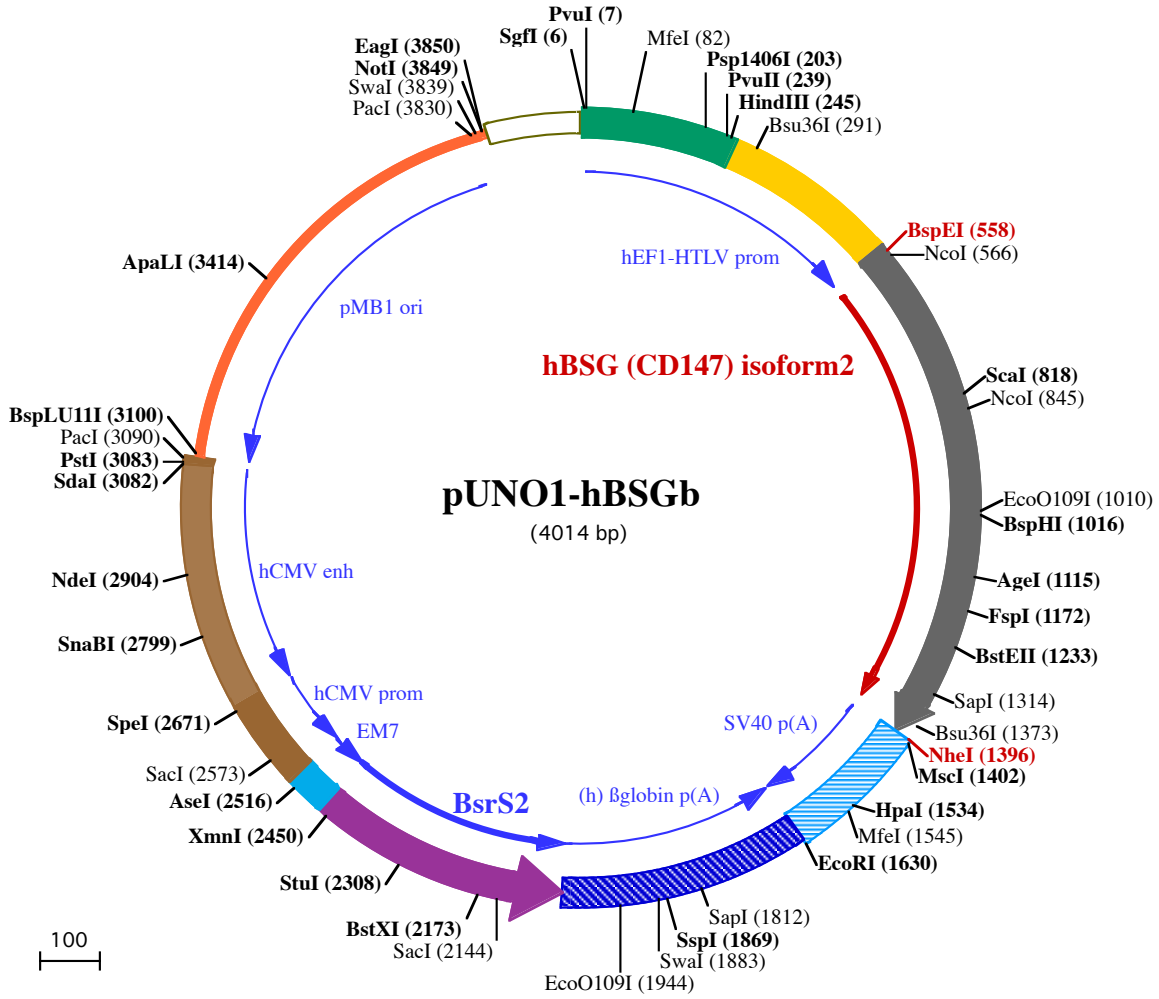 PvuI (7)
SgfI (6)
MfeI (82)
Psp1406I (203)
PvuII (239)
HindIII (245)
Bsu36I (291)
EagI (3850)
NotI (3849)
SwaI (3839)
PacI (3830)
BspEI (558)
NcoI (566)
hEF1-HTLV prom
ApaLI (3414)
pMB1 ori
hBSG (CD147) isoform2
ScaI (818)
NcoI (845)
BspLU11I (3100)
PacI (3090)
PstI (3083)
SdaI (3082)
pUNO1-hBSGb
(4014 bp)
EcoO109I (1010)
BspHI (1016)
hCMV enh
NdeI (2904)
AgeI (1115)
FspI (1172)
SnaBI (2799)
BstEII (1233)
hCMV prom
SapI (1314)
SpeI (2671)
EM7
SV40 p(A)
Bsu36I (1373)
NheI (1396)
MscI (1402)
SacI (2573)
AseI (2516)
BsrS2
(h) ßglobin p(A)
HpaI (1534)
MfeI (1545)
XmnI (2450)
EcoRI (1630)
StuI (2308)
SapI (1812)
BstXI (2173)
SspI (1869)
SacI (2144)
SwaI (1883)
EcoO109I (1944)
100